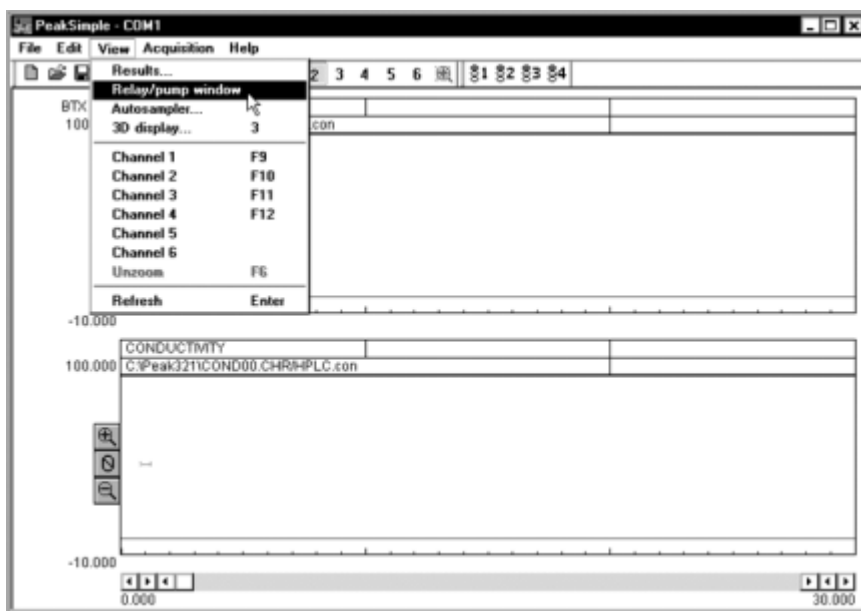 PeakSimple - COM1
File Edit View Acquisition Help
2 3 4 5 6 1 2 3 4
Results...
Relay/pump window
Autosampler...
3D display... 3
Channel 1 F9
Channel 2 F10
Channel 3 F11
Channel 4 F12
Channel 5
Channel 6
Unzoom F6
Refresh Enter
BTX
100
.con
-10.000
CONDUCTIVITY
100.000 C:\Peak321\COND00.CHR/HPLC.con
-10.000
0.000 30.000